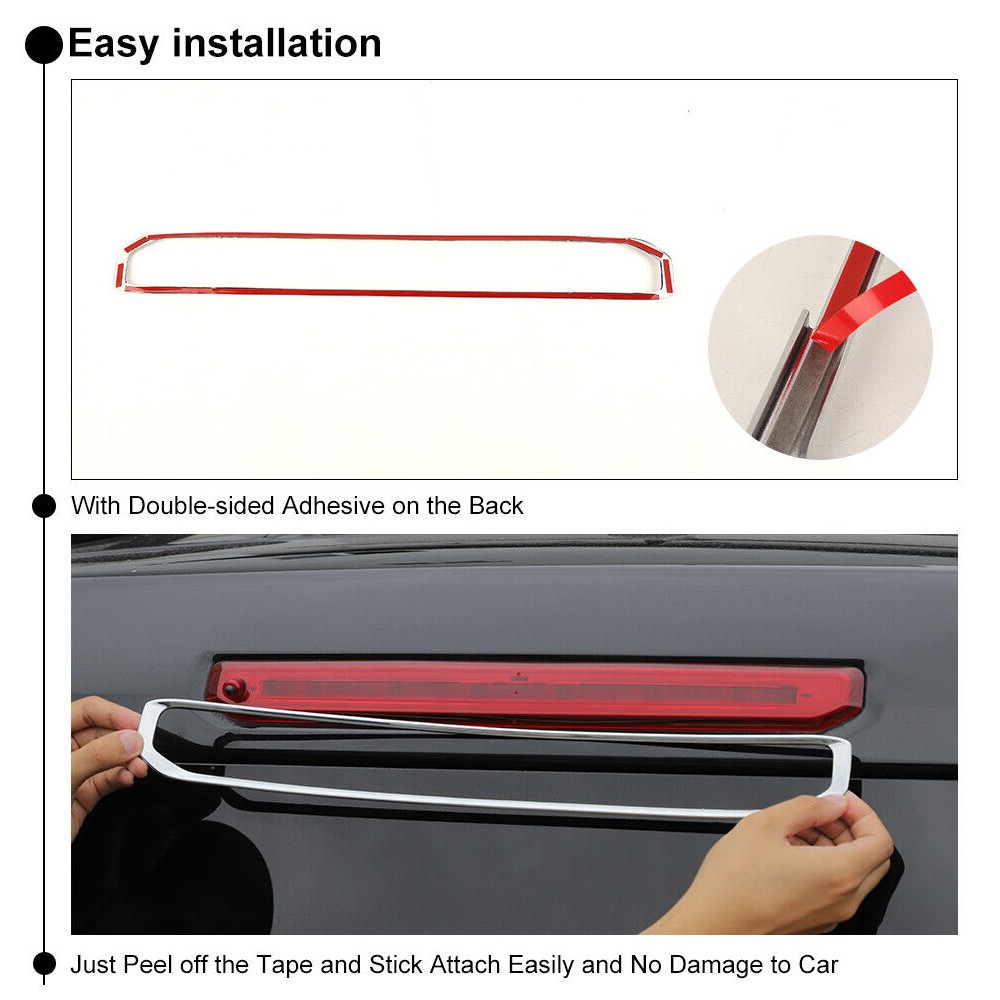 Easy installation
With Double-sided Adhesive on the Back
Just Peel off the Tape and Stick Attach Easily and No Damage to Car